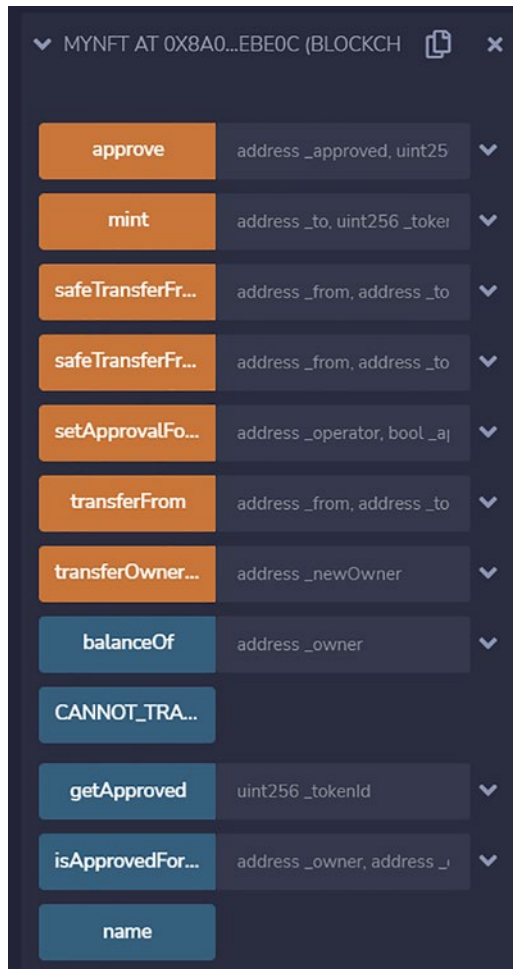 MYNFT AT 0X8A0...EBE0C (BLOCKCH
approve address _approved, uint25
mint address _to, uint256 _token
safeTransferFr... address _from, address _to
safeTransferFr... address _from, address _to
setApprovalFo... address _operator, bool _ap
transferFrom address _from, address _to
transferOwner... address _newOwner
balanceOf address _owner
CANNOT_TRA...
getApproved uint256 _tokenId
isApprovedFor... address _owner, address _
name